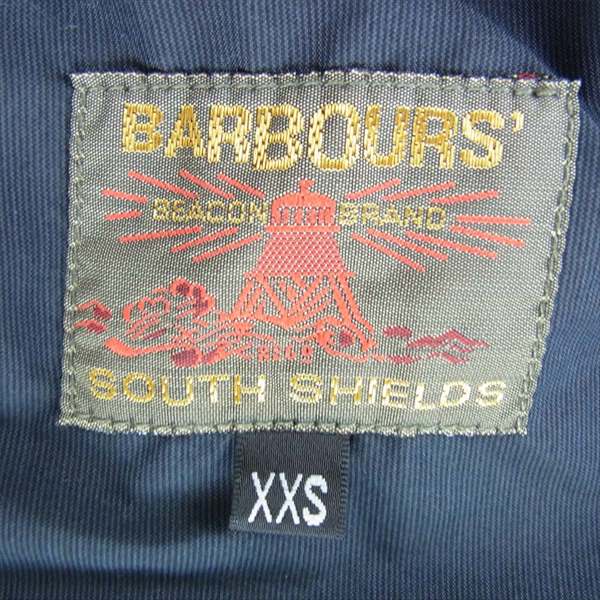 BARBOURS'
BEACON BRAND
SOUTH SHIELDS
XXS